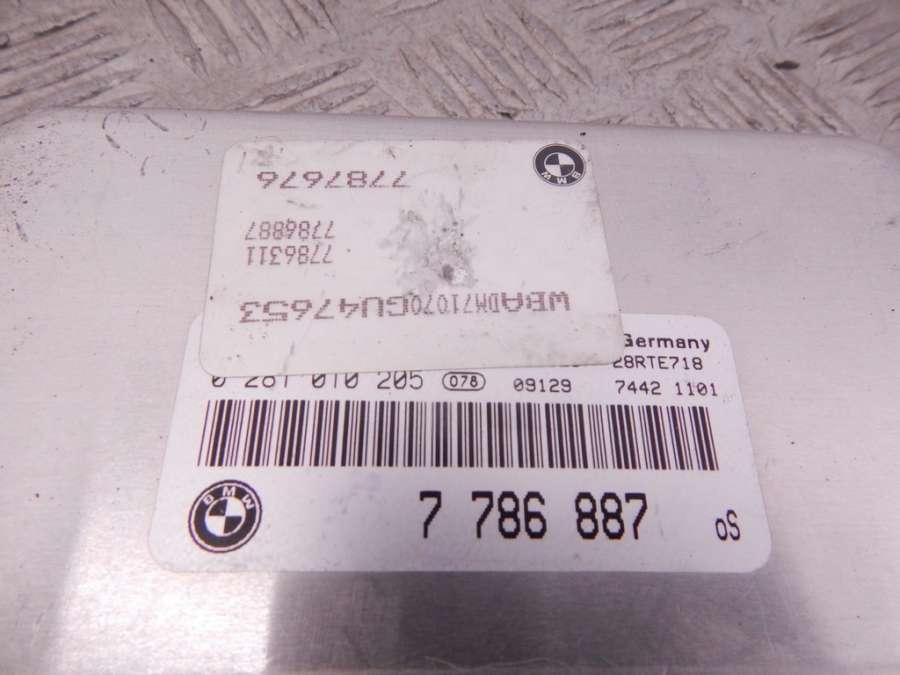 WBADM71070GU47653
7786311
7786887
7787676
BMW
Germany
28RTE718
0 281 010 205 078 09129 7442 1101
BMW
7 786 887 oS